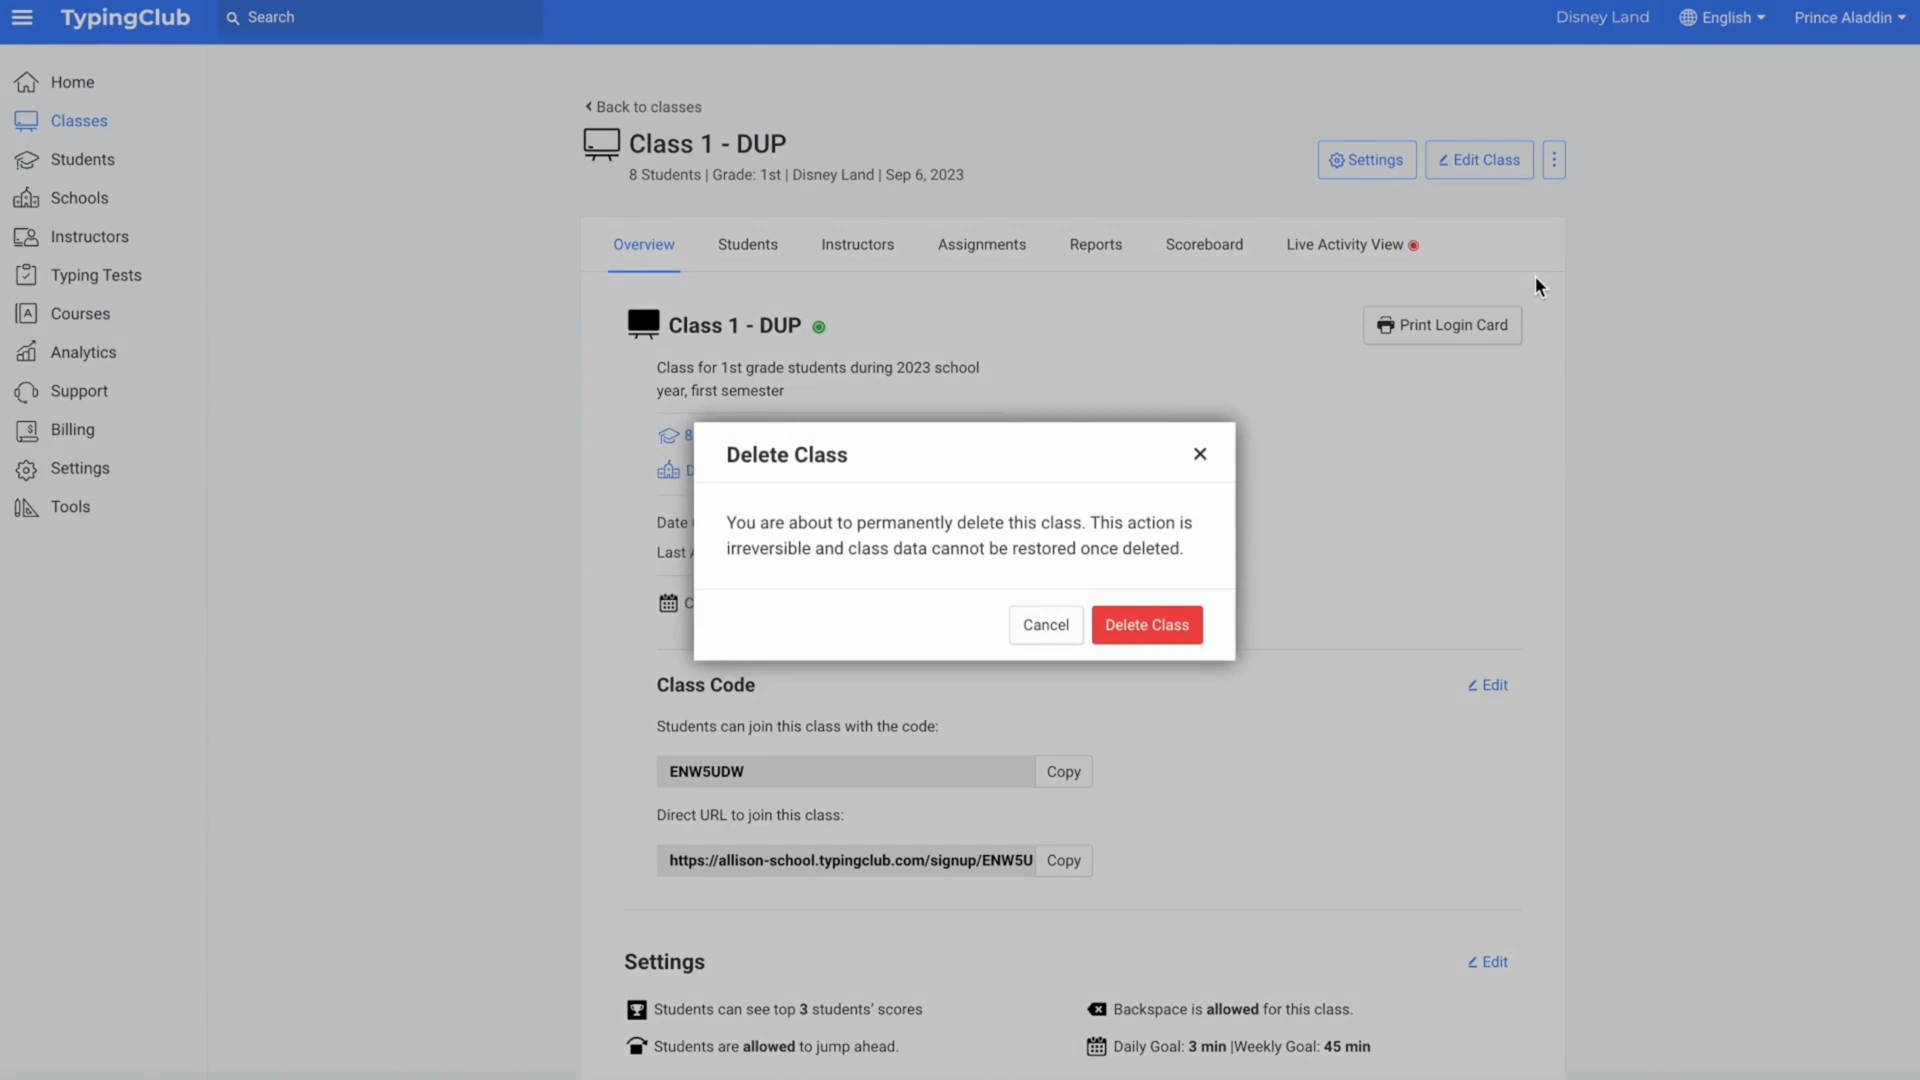 TypingClub
Search
Disney Land
English
Prince Aladdin
Home
Classes
Students
Schools
Instructors
Typing Tests
Courses
Analytics
Support
Billing
Settings
Tools
Back to classes
Class 1 - DUP
8 Students | Grade: 1st | Disney Land | Sep 6, 2023
Settings
Edit Class
Overview
Students
Instructors
Assignments
Reports
Scoreboard
Live Activity View
Class 1 - DUP
Print Login Card
Class for 1st grade students during 2023 school
year, first semester
8
Date
Last
Delete Class
You are about to permanently delete this class. This action is
irreversible and class data cannot be restored once deleted.
Cancel
Delete Class
Class Code
Edit
Students can join this class with the code:
ENW5UDW
Copy
Direct URL to join this class:
https://allison-school.typingclub.com/signup/ENW5U
Copy
Settings
Edit
Students can see top 3 students' scores
Backspace is allowed for this class.
Students are allowed to jump ahead.
Daily Goal: 3 min |Weekly Goal: 45 min